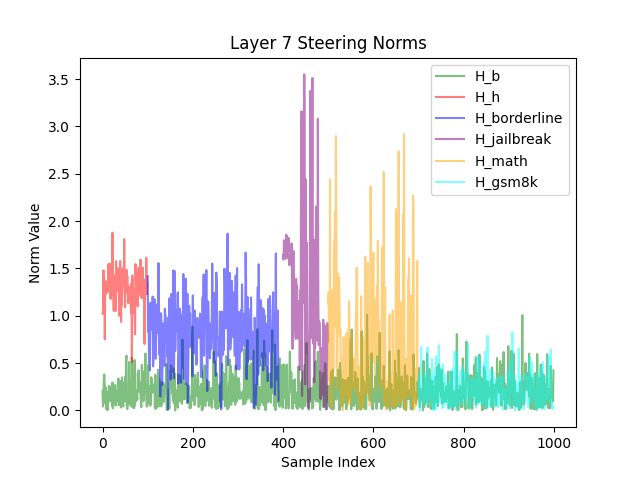 Layer 7 Steering Norms
Norm Value
3.5
3.0
2.5
2.0
1.5
1.0
0.5
0.0
H_b
H_h
H_borderline
H_jailbreak
H_math
H_gsm8k
0 200 400 600 800 1000
Sample Index